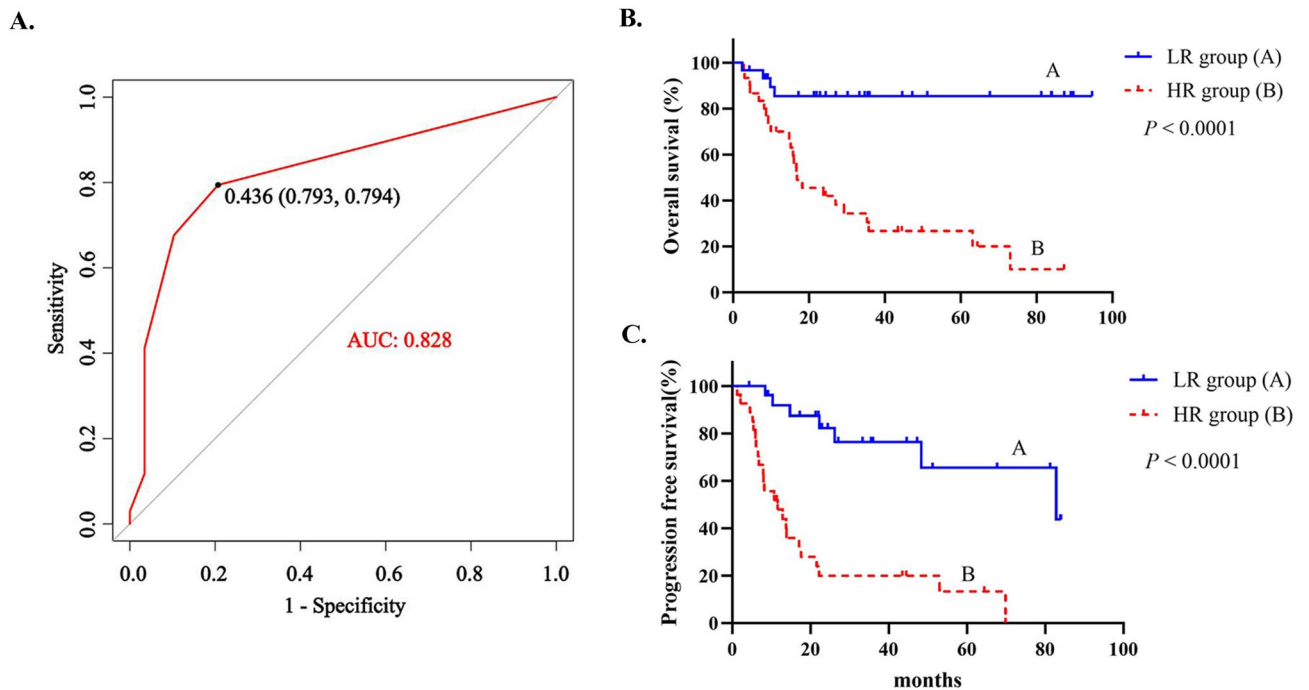 A.
1.0
0.8
0.6
0.4
0.2
0.0
Sensitivity
0.436 (0.793, 0.794)
AUC: 0.828
0.0 0.2 0.4 0.6 0.8 1.0
1 - Specificity
B.
100
80
60
40
20
0
Overall suvival (%)
A
B
0 20 40 60 80 100
LR group (A)
HR group (B)
P < 0.0001
C.
100
80
60
40
20
0
Progression free survival(%)
A
B
0 20 40 60 80 100
months
LR group (A)
HR group (B)
P < 0.0001